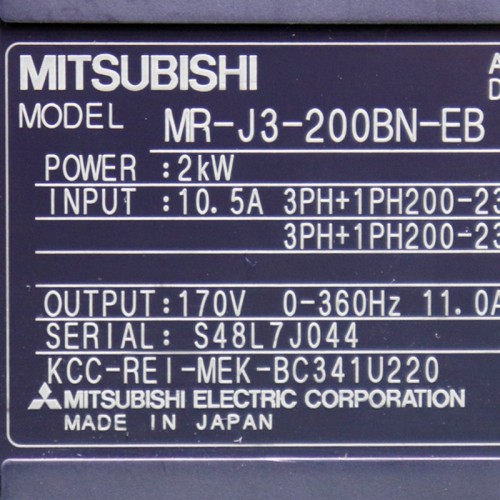 MITSUBISHI
MODEL MR-J3-200BN-EB
POWER :2kW
INPUT :10.5A 3PH+1PH200-23
3PH+1PH200-23
OUTPUT:170V 0-360Hz 11.0A
SERIAL: S48L7J044
KCC-REI-MEK-BC341U220
MITSUBISHI ELECTRIC CORPORATION
MADE IN JAPAN